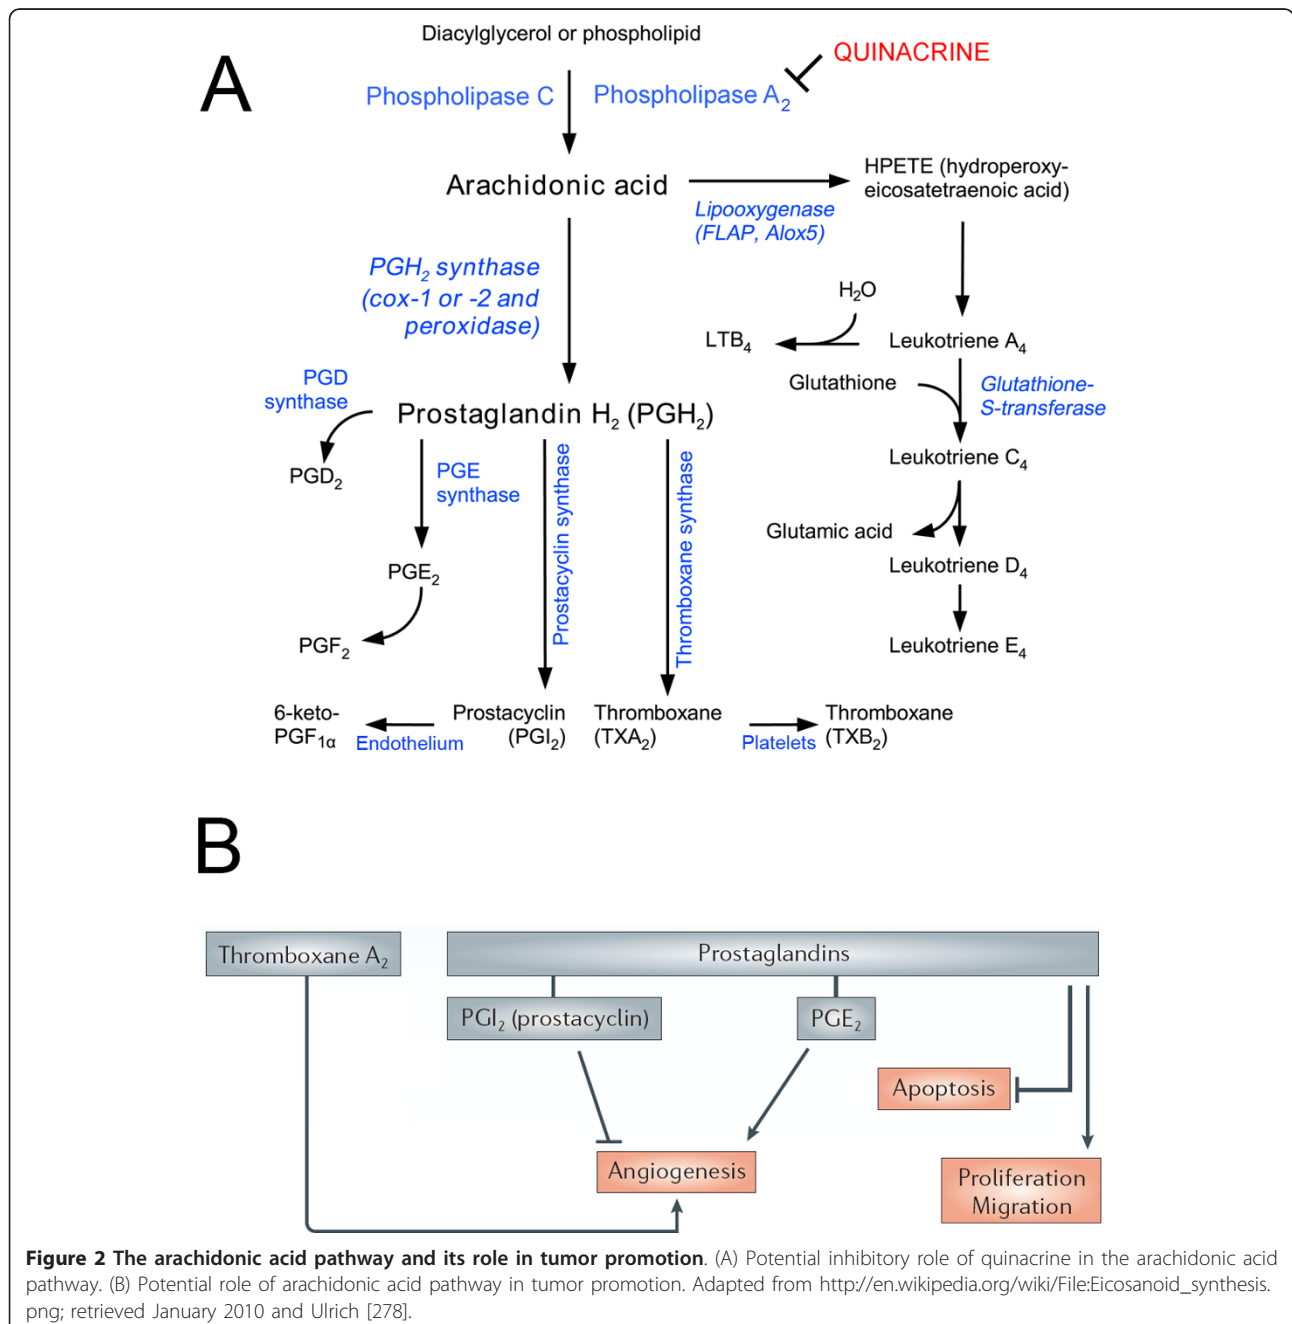 A
Diacylglycerol or phospholipid
QUINACRINE
Phospholipase C
Phospholipase A₂
Arachidonic acid
HPETE (hydroperoxy-
eicosatetraenoic acid)
Lipooxygenase
(FLAP, Alox5)
PGH₂ synthase
(cox-1 or -2 and
peroxidase)
H₂O
LTB₄
Leukotriene A₄
Glutathione
Glutathione-
S-transferase
PGD
synthase
Prostaglandin H₂ (PGH₂)
PGD₂
PGE
synthase
Prostacyclin synthase
Thromboxane synthase
Leukotriene C₄
Glutamic acid
Leukotriene D₄
PGE₂
PGF₂
Leukotriene E₄
6-keto-
PGF₁α
Endothelium
Prostacyclin
(PGI₂)
Thromboxane
(TXA₂)
Platelets
Thromboxane
(TXB₂)
B
Thromboxane A₂
Prostaglandins
PGI₂ (prostacyclin)
PGE₂
Apoptosis
Angiogenesis
Proliferation
Migration
Figure 2 The arachidonic acid pathway and its role in tumor promotion. (A) Potential inhibitory role of quinacrine in the arachidonic acid
pathway. (B) Potential role of arachidonic acid pathway in tumor promotion. Adapted from http://en.wikipedia.org/wiki/File:Eicosanoid_synthesis.
png; retrieved January 2010 and Ulrich [278].